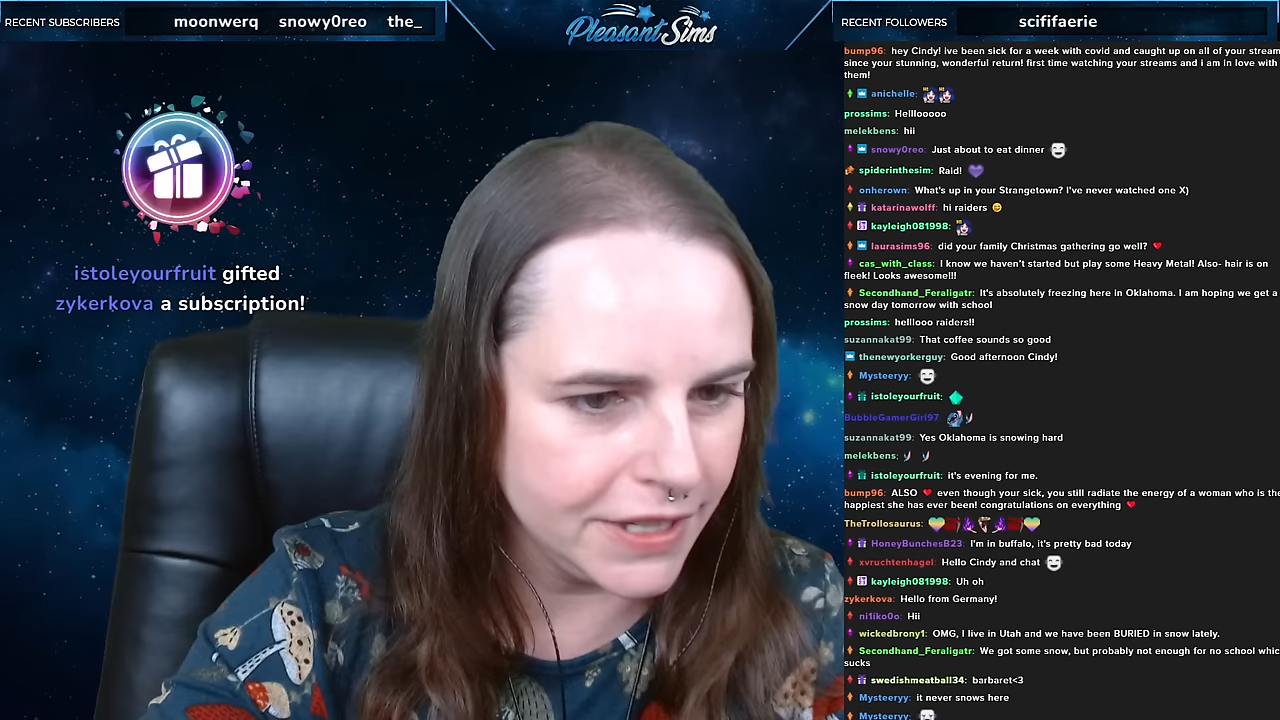 RECENT SUBSCRIBERS moonwerq snowy0reo the_
PleasantSims
RECENT FOLLOWERS scififaerie
istoleyourfruit gifted
zykerkova a subscription!
bump96: hey Cindy! ive been sick for a week with covid and caught up on all of your stream
since your stunning, wonderful return! first time watching your streams and i am in love with
them!
anichelle:
prossims: Helllooooo
melekbens: hii
snowy0reo: Just about to eat dinner
spiderinthesim: Raid!
onherown: What's up in your Strangetown? I've never watched one X)
katarinawolff: hi raiders
kayleigh081998:
laurasims96: did your family Christmas gathering go well?
cas_with_class: I know we haven't started but play some Heavy Metal! Also- hair is on
fleek! Looks awesome!!!
Secondhand_Feraligatr: It's absolutely freezing here in Oklahoma. I am hoping we get a
snow day tomorrow with school
prossims: helllooo raiders!!
suzannakat99: That coffee sounds so good
thenewyorkerguy: Good afternoon Cindy!
Mysteeryy:
istoleyourfruit:
BubbleGamerGirl97:
suzannakat99: Yes Oklahoma is snowing hard
melekbens:
istoleyourfruit: it's evening for me.
bump96: ALSO even though your sick, you still radiate the energy of a woman who is the
happiest she has ever been! congratulations on everything
TheTrollosaurus:
HoneyBunchesB23: I'm in buffalo, it's pretty bad today
xvruchtenhagel: Hello Cindy and chat
kayleigh081998: Uh oh
zykerkova: Hello from Germany!
ni1iko0o: Hii
wickedbrony1: OMG, I live in Utah and we have been BURIED in snow lately.
Secondhand_Feraligatr: We got some snow, but probably not enough for no school whic
sucks
swedishmeatball34: barbaret<3
Mysteeryy: it never snows here
Mysteeryy: